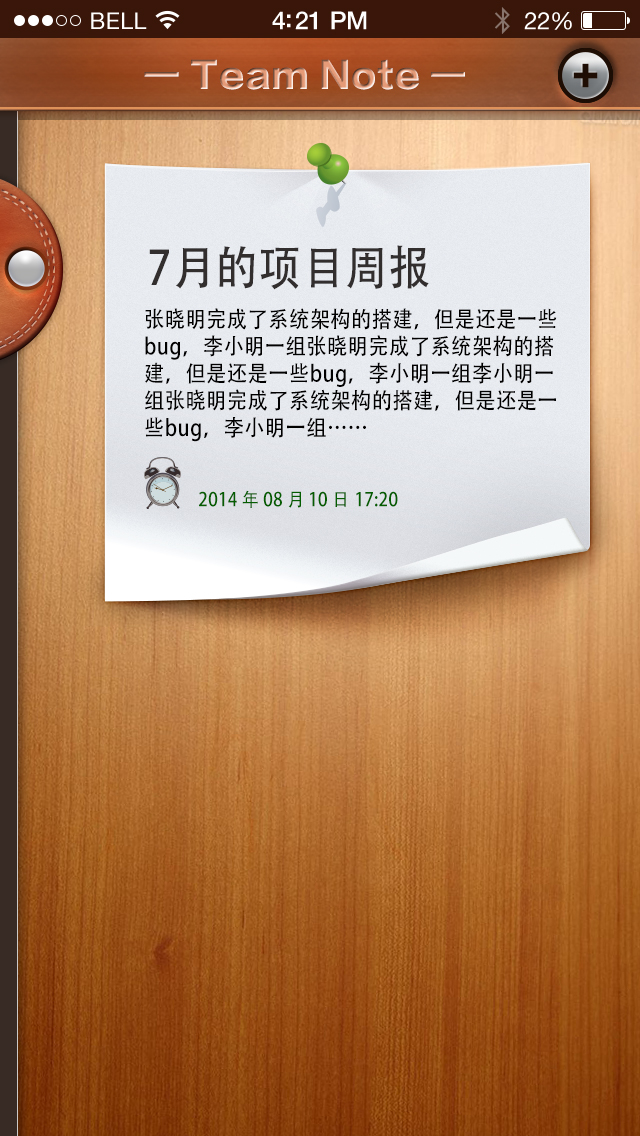 BELL 4:21 PM 22%
— Team Note —
7月的项目周报
张晓明完成了系统架构的搭建，但是还是一些
bug，李小明一组张晓明完成了系统架构的搭
建，但是还是一些bug，李小明一组李小明一
组张晓明完成了系统架构的搭建，但是还是一
些bug，李小明一组……
2014 年 08 月 10 日 17:20